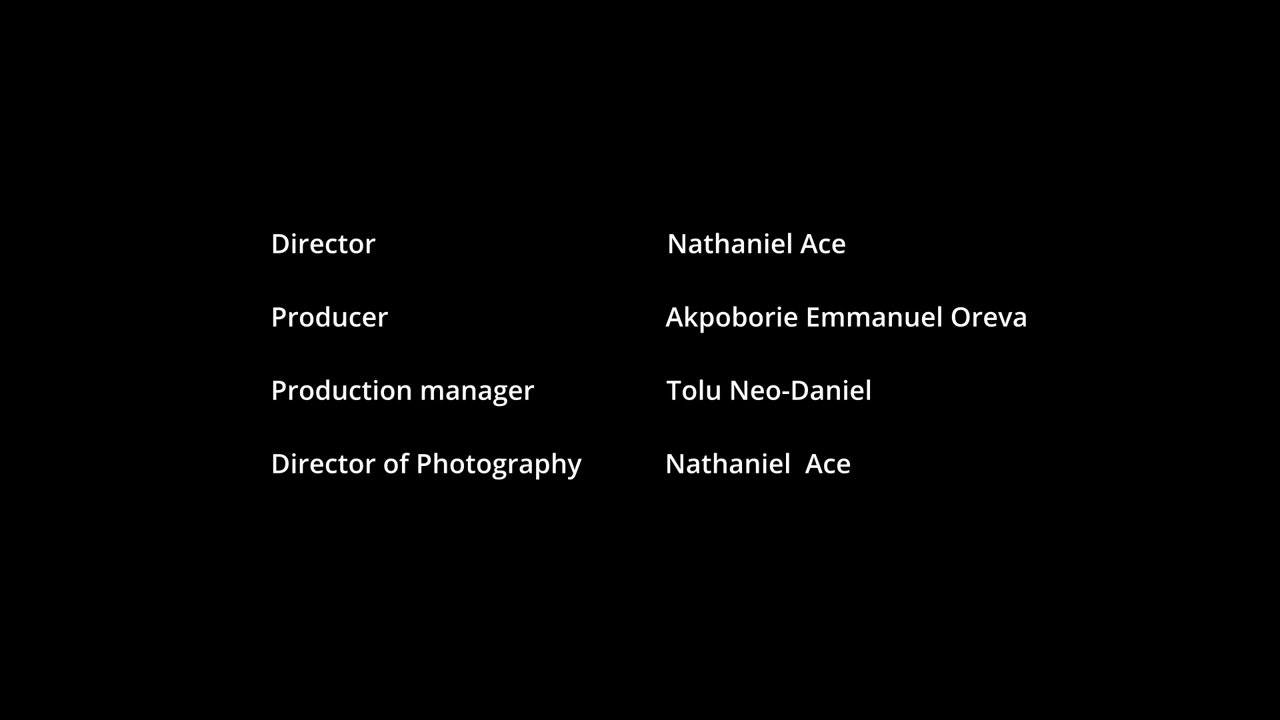 Director Nathaniel Ace
Producer Akpoborie Emmanuel Oreva
Production manager Tolu Neo-Daniel
Director of Photography Nathaniel  Ace